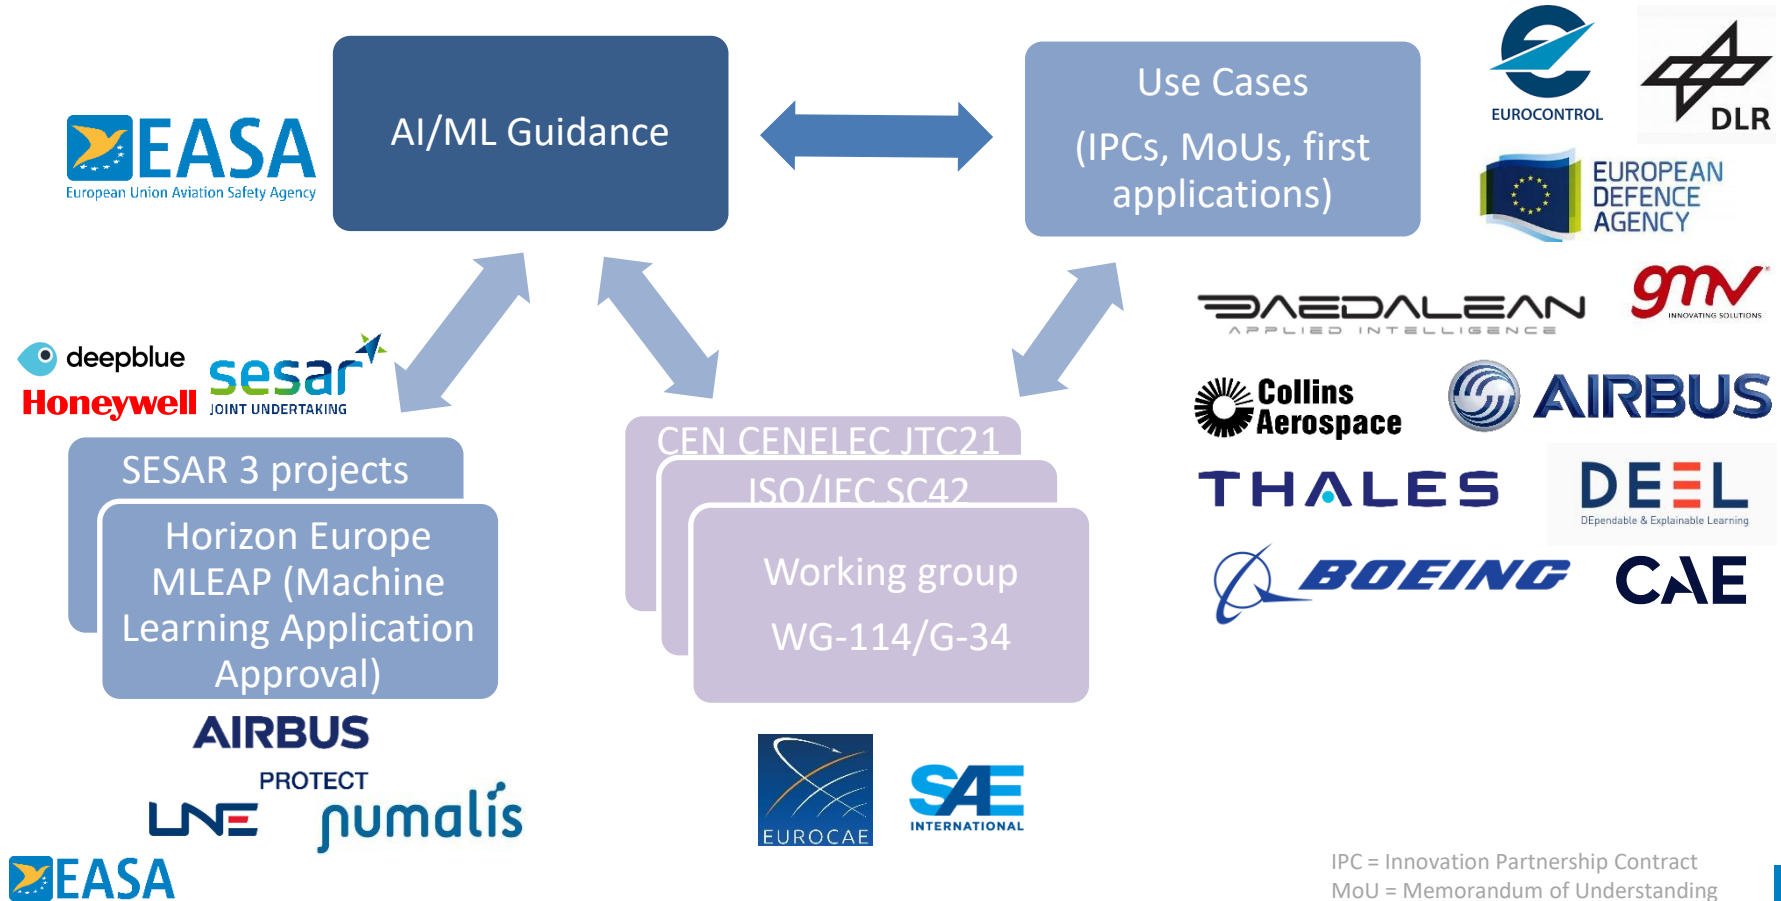 EASA
European Union Aviation Safety Agency
AI/ML Guidance
Use Cases
(IPCs, MoUs, first
applications)
EUROCONTROL
DLR
EUROPEAN
DEFENCE
AGENCY
DAEDALEAN
APPLIED INTELLIGENCE
gmv
INNOVATING SOLUTIONS
Collins
Aerospace
AIRBUS
THALES
DEEL
DEpendable & Explainable Learning
BOEING
CAE
deepblue
Honeywell
sesar
JOINT UNDERTAKING
SESAR 3 projects
Horizon Europe
MLEAP (Machine
Learning Application
Approval)
AIRBUS
PROTECT
LNE
numalis
CEN CENELEC JTC21
ISO/IEC SC42
Working group
WG-114/G-34
EUROCAE
SAE
INTERNATIONAL
EASA
IPC = Innovation Partnership Contract
MoU = Memorandum of Understanding